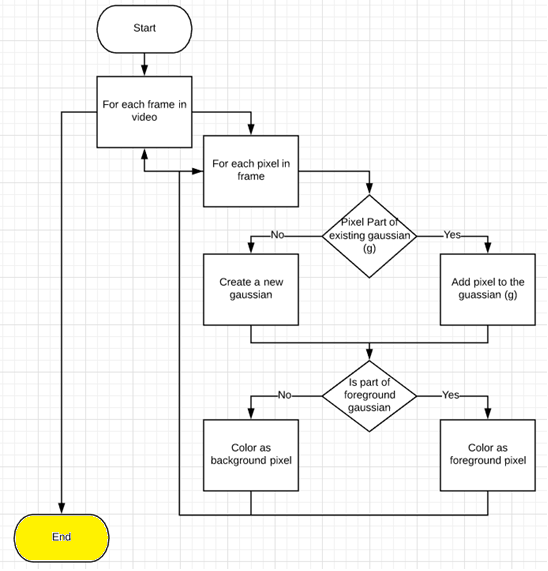 Start
For each frame in
video
For each pixel in
frame
Pixel Part of
existing gaussian
(g)
No
Yes
Create a new
gaussian
Add pixel to the
guassian (g)
Is part of
foreground
gaussian
No
Yes
Color as
background pixel
Color as
foreground pixel
End